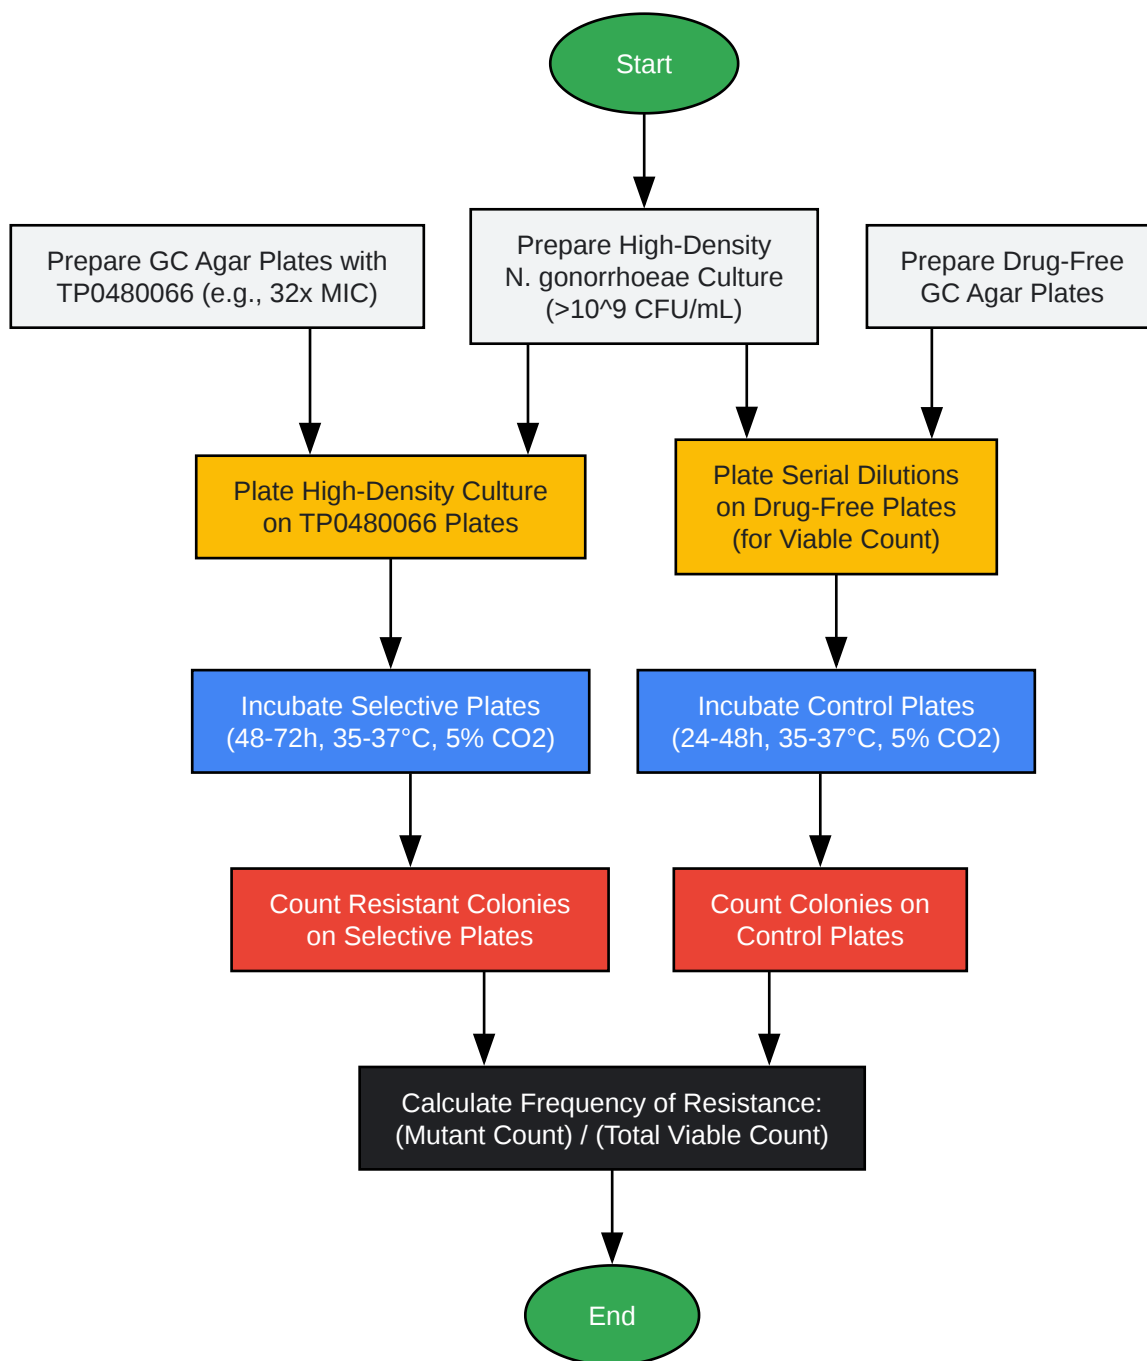 Start
Prepare GC Agar Plates with
TP0480066 (e.g., 32x MIC)
Prepare High-Density
N. gonorrhoeae Culture
(>10^9 CFU/mL)
Prepare Drug-Free
GC Agar Plates
Plate High-Density Culture
on TP0480066 Plates
Plate Serial Dilutions
on Drug-Free Plates
(for Viable Count)
Incubate Selective Plates
(48-72h, 35-37°C, 5% CO2)
Incubate Control Plates
(24-48h, 35-37°C, 5% CO2)
Count Resistant Colonies
on Selective Plates
Count Colonies on
Control Plates
Calculate Frequency of Resistance:
(Mutant Count) / (Total Viable Count)
End